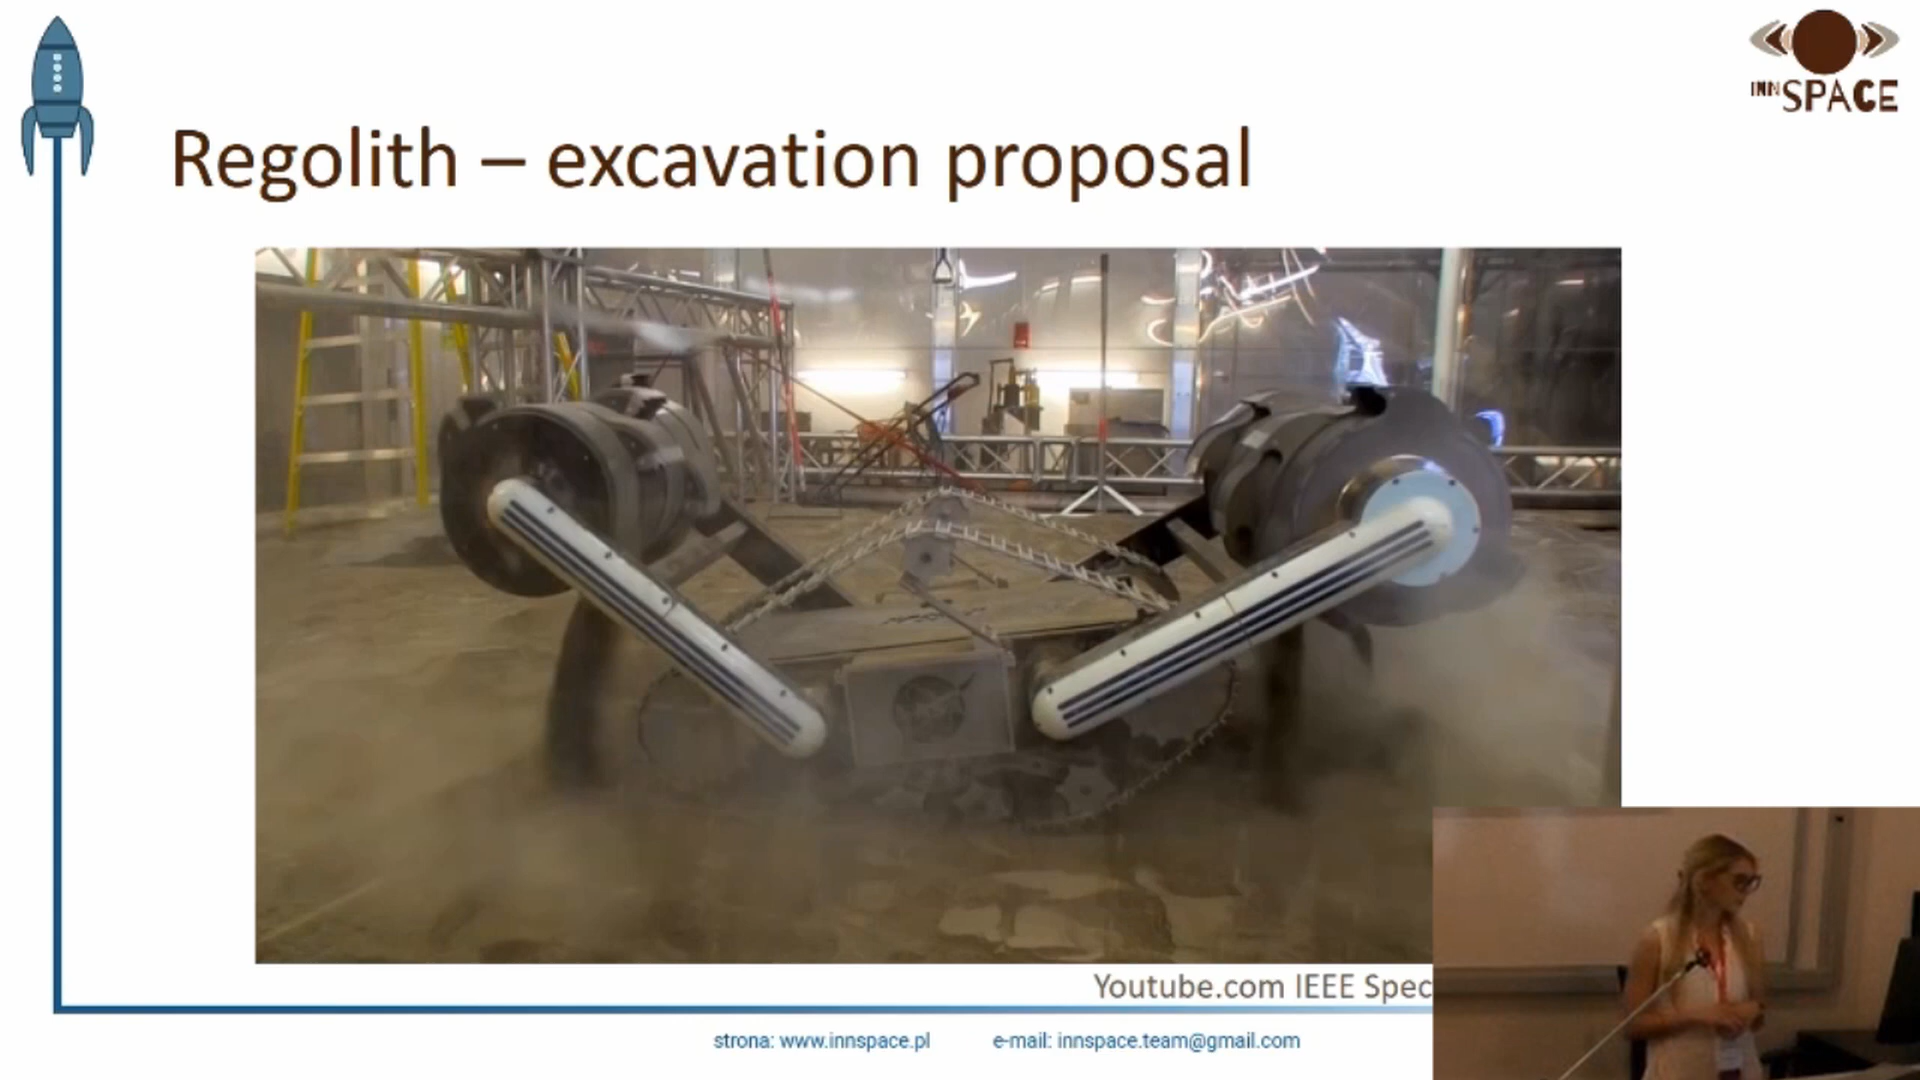 INNSPACE
Regolith – excavation proposal
Youtube.com IEEE Spec
strona: www.innspace.pl e-mail: innspace.team@gmail.com